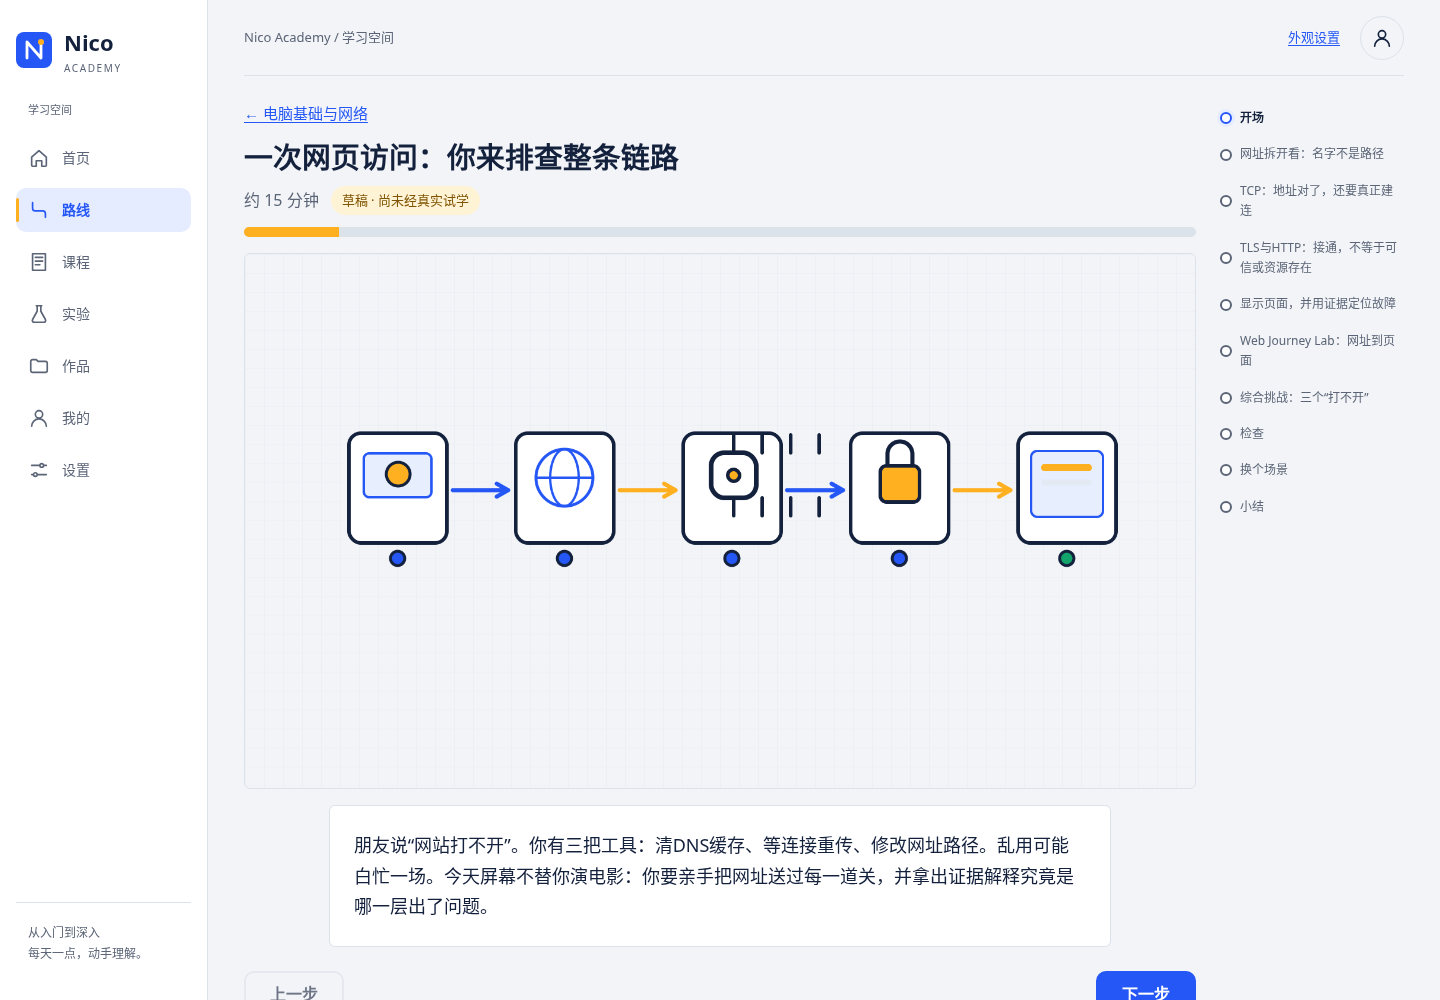 Nico
ACADEMY
学习空间
首页
路线
课程
实验
作品
我的
设置
从入门到深入
每天一点，动手理解。
Nico Academy / 学习空间
外观设置
← 电脑基础与网络
一次网页访问：你来排查整条链路
约 15 分钟
草稿 · 尚未经真实试学
朋友说“网站打不开”。你有三把工具：清DNS缓存、等连接重传、修改网址路径。乱用可能
白忙一场。今天屏幕不替你演电影：你要亲手把网址送过每一道关，并拿出证据解释究竟是
哪一层出了问题。
上一步
下一步
开场
网址拆开看：名字不是路径
TCP：地址对了，还要真正建
连
TLS与HTTP：接通，不等于可
信或资源存在
显示页面，并用证据定位故障
Web Journey Lab：网址到页
面
综合挑战：三个“打不开”
检查
换个场景
小结